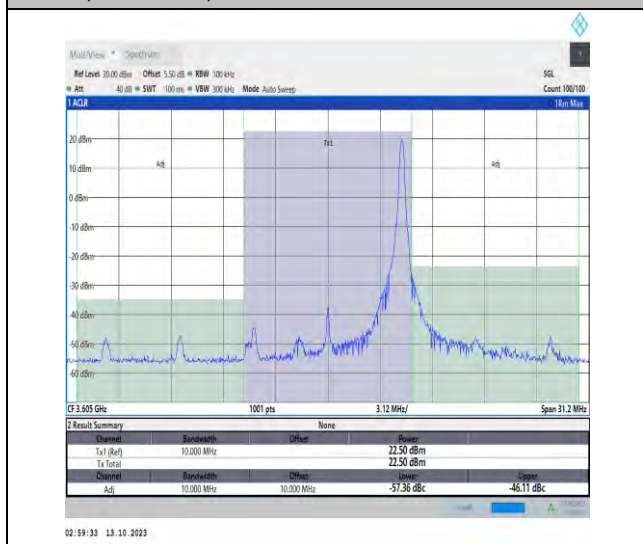 MultiView Spectrum
Ref Level 30.00 dBm Offset 5.50 dB RBW 100 kHz SGL
Att 40 dB SWT 100 ms VBW 300 kHz Mode Auto Sweep Count 100/100
1 ACLR 1Rm Max
20 dBm
Tx1
Adj Adj
10 dBm
0 dBm
-10 dBm
-20 dBm
-30 dBm
-40 dBm
-50 dBm
-60 dBm
CF 3.605 GHz 1001 pts 3.12 MHz/ Span 31.2 MHz
2 Result Summary None
Channel Bandwidth Offset Power
Tx1 (Ref) 10.000 MHz 22.50 dBm
Tx Total 22.50 dBm
Channel Bandwidth Offset Lower Upper
Adj 10.000 MHz 10.000 MHz -57.36 dBc -46.11 dBc
02:59:33 13.10.2023